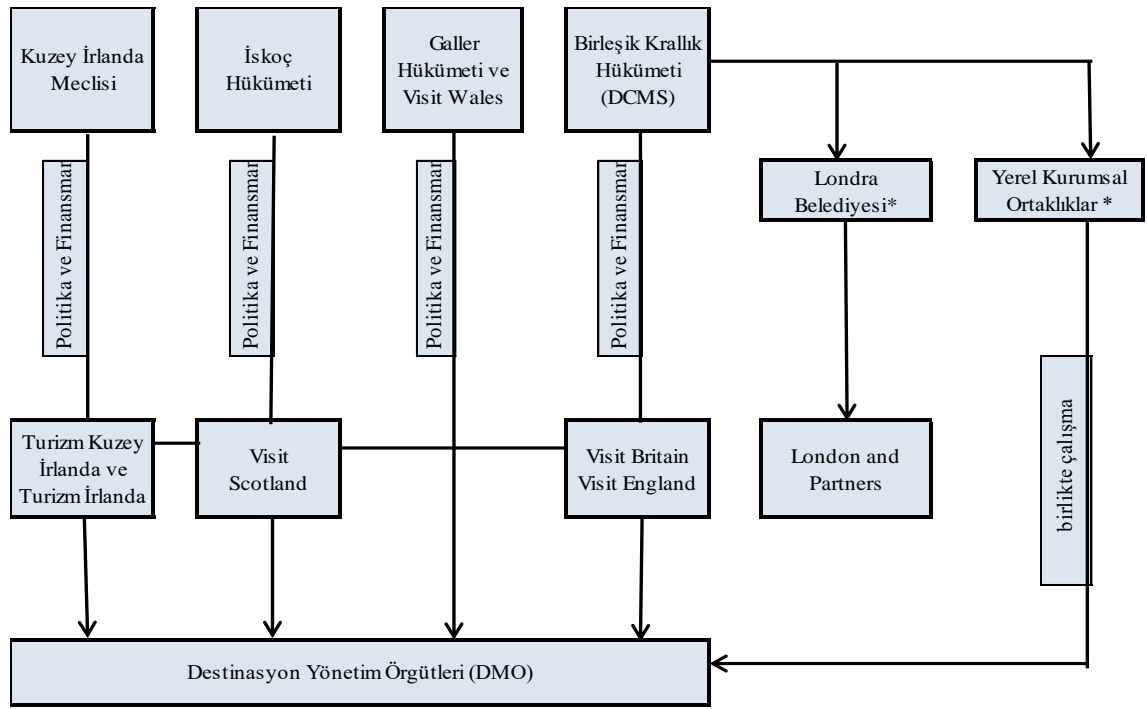 Kuzey İrlanda
Meclisi
İskoç
Hükümeti
Galler
Hükümeti ve
Visit Wales
Birleşik Krallık
Hükümeti
(DCMS)
Londra
Belediyesi*
Yerel Kurumsal
Ortaklıklar *
Politika ve Finansman
Politika ve Finansman
Politika ve Finansman
Politika ve Finansman
birlikte çalışma
Turizm Kuzey
İrlanda ve
Turizm İrlanda
Visit
Scotland
Visit Britain
Visit England
London and
Partners
Destinasyon Yönetim Örgütleri (DMO)